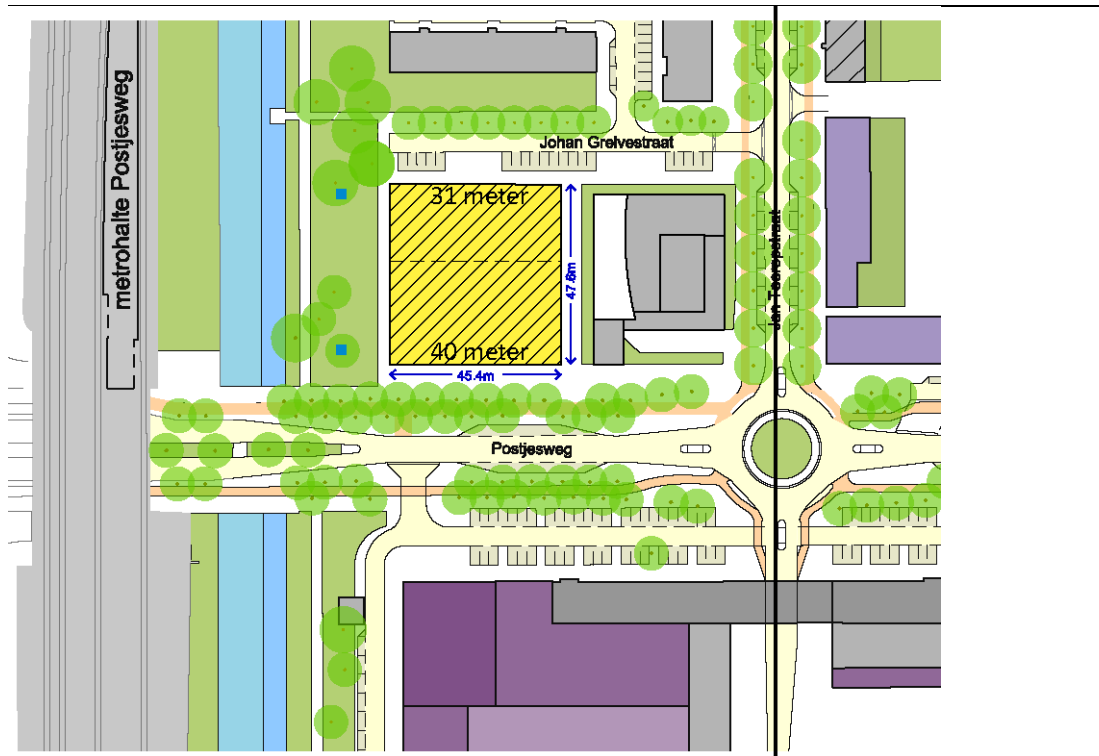 metrohalte Postjesweg
Johan Greivestraat
31 meter
47.6m
Jan Tooropstraat
40 meter
45.4m
Postjesweg